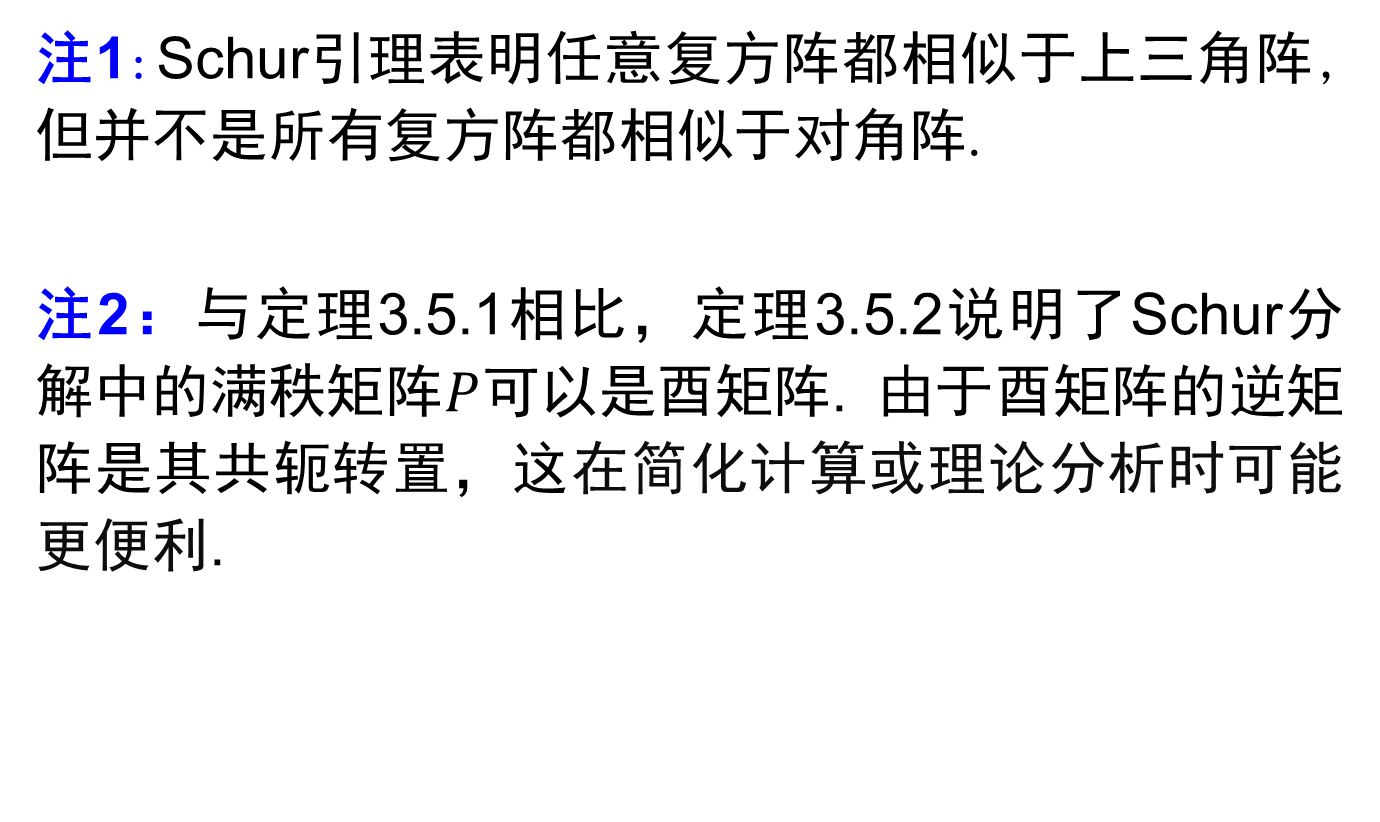 注1: Schur引理表明任意复方阵都相似于上三角阵,
但并不是所有复方阵都相似于对角阵.
注2：与定理3.5.1相比，定理3.5.2说明了Schur分
解中的满秩矩阵P可以是酉矩阵. 由于酉矩阵的逆矩
阵是其共轭转置，这在简化计算或理论分析时可能
更便利.